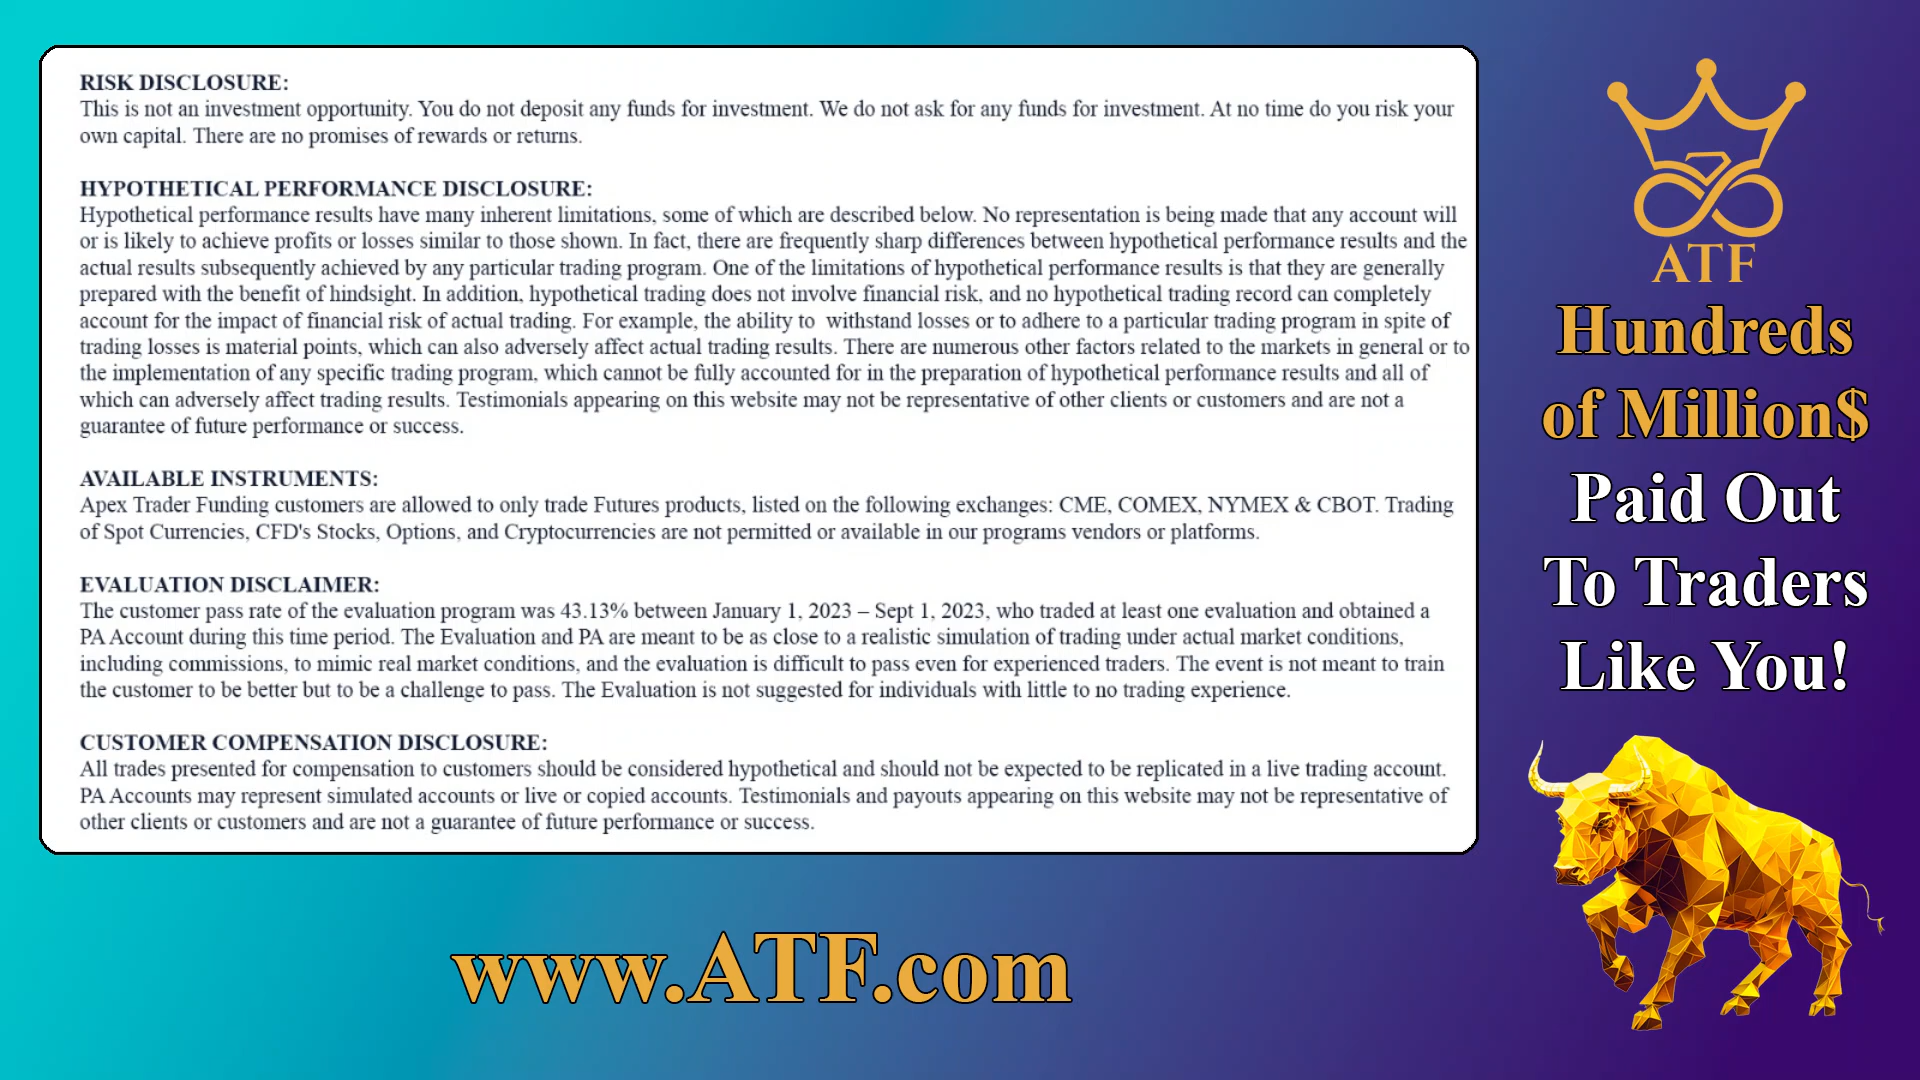 RISK DISCLOSURE:
This is not an investment opportunity. You do not deposit any funds for investment. We do not ask for any funds for investment. At no time do you risk your
own capital. There are no promises of rewards or returns.
HYPOTHETICAL PERFORMANCE DISCLOSURE:
Hypothetical performance results have many inherent limitations, some of which are described below. No representation is being made that any account will
or is likely to achieve profits or losses similar to those shown. In fact, there are frequently sharp differences between hypothetical performance results and the
actual results subsequently achieved by any particular trading program. One of the limitations of hypothetical performance results is that they are generally
prepared with the benefit of hindsight. In addition, hypothetical trading does not involve financial risk, and no hypothetical trading record can completely
account for the impact of financial risk of actual trading. For example, the ability to withstand losses or to adhere to a particular trading program in spite of
trading losses is material points, which can also adversely affect actual trading results. There are numerous other factors related to the markets in general or to
the implementation of any specific trading program, which cannot be fully accounted for in the preparation of hypothetical performance results and all of
which can adversely affect trading results. Testimonials appearing on this website may not be representative of other clients or customers and are not a
guarantee of future performance or success.
AVAILABLE INSTRUMENTS:
Apex Trader Funding customers are allowed to only trade Futures products, listed on the following exchanges: CME, COMEX, NYMEX & CBOT. Trading
of Spot Currencies, CFD's Stocks, Options, and Cryptocurrencies are not permitted or available in our programs vendors or platforms.
EVALUATION DISCLAIMER:
The customer pass rate of the evaluation program was 43.13% between January 1, 2023 – Sept 1, 2023, who traded at least one evaluation and obtained a
PA Account during this time period. The Evaluation and PA are meant to be as close to a realistic simulation of trading under actual market conditions,
including commissions, to mimic real market conditions, and the evaluation is difficult to pass even for experienced traders. The event is not meant to train
the customer to be better but to be a challenge to pass. The Evaluation is not suggested for individuals with little to no trading experience.
CUSTOMER COMPENSATION DISCLOSURE:
All trades presented for compensation to customers should be considered hypothetical and should not be expected to be replicated in a live trading account.
PA Accounts may represent simulated accounts or live or copied accounts. Testimonials and payouts appearing on this website may not be representative of
other clients or customers and are not a guarantee of future performance or success.
ATF
Hundreds
of Million$
Paid Out
To Traders
Like You!
www.ATF.com